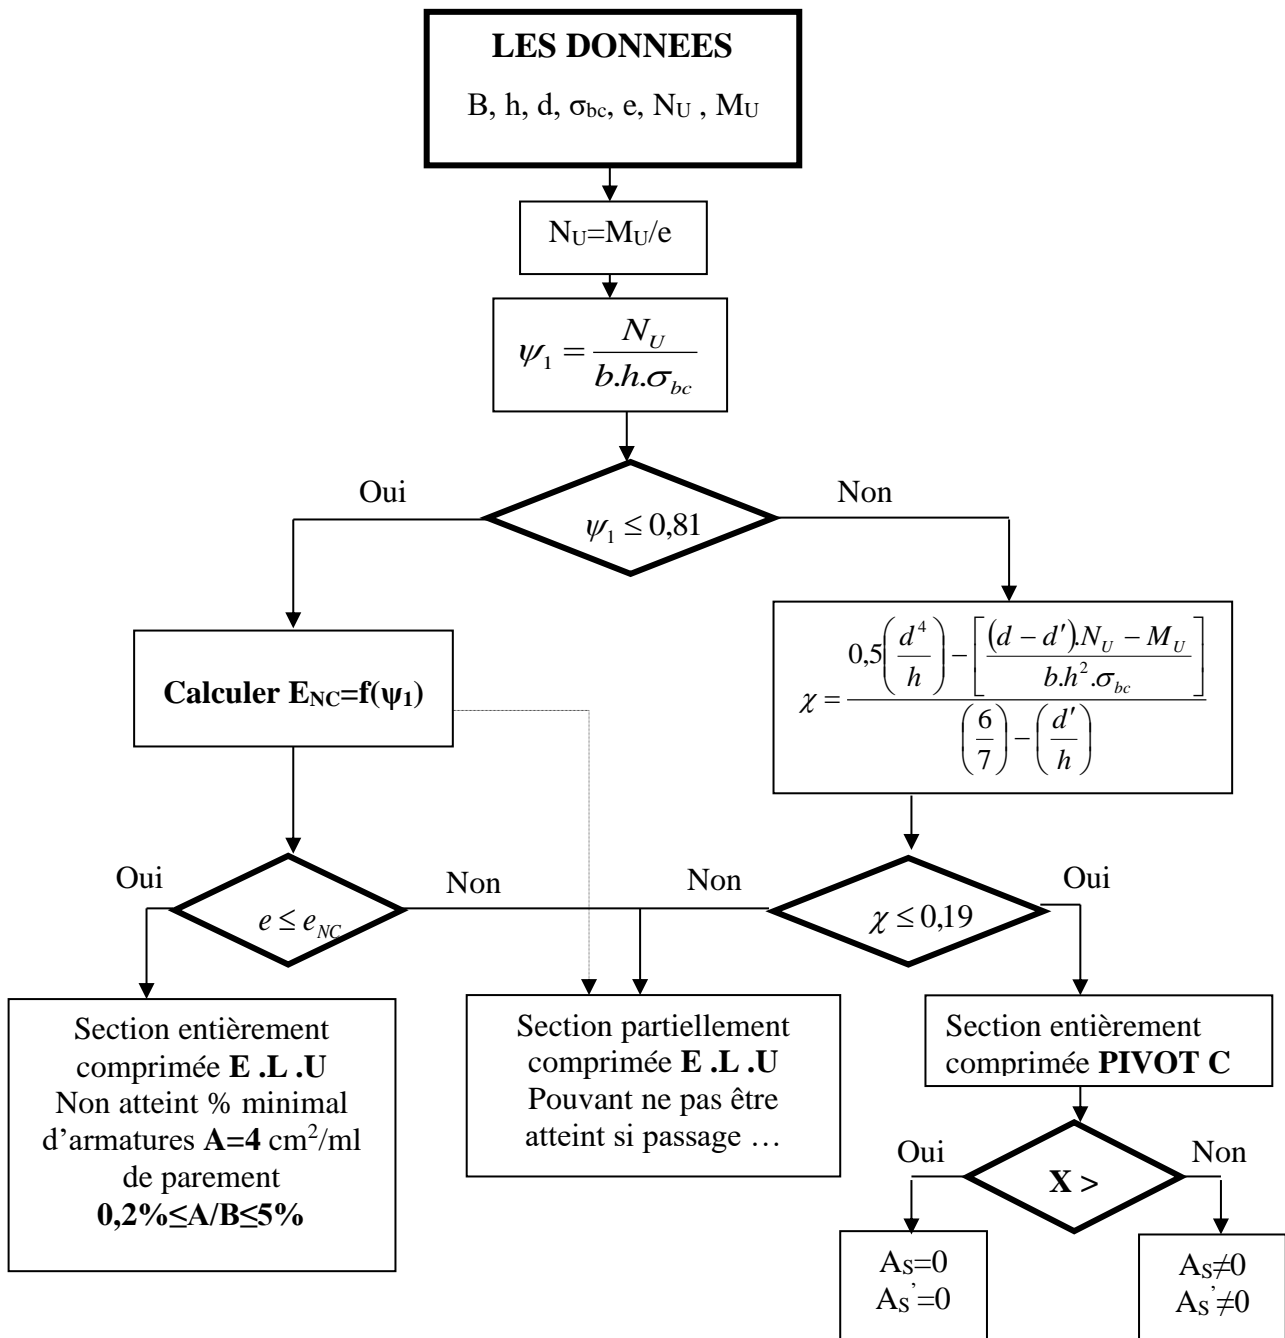 LES DONNEES
B, h, d, σbc, e, NU , MU
NU=MU/e
ψ1 = NU / b.h.σbc
Oui
Non
ψ1 ≤ 0,81
Calculer ENC=f(ψ1)
χ = (0,5(d^4/h) − [((d − d′).NU − MU) / b.h^2.σbc]) / ((6/7) − (d′/h))
Oui
Non
Non
Oui
e ≤ eNC
χ ≤ 0,19
Section entièrement
comprimée E .L .U
Non atteint % minimal
d’armatures A=4 cm²/ml
de parement
0,2%≤A/B≤5%
Section partiellement
comprimée E .L .U
Pouvant ne pas être
atteint si passage …
Section entièrement
comprimée PIVOT C
Oui
Non
X >
AS=0
AS’=0
AS≠0
AS’≠0